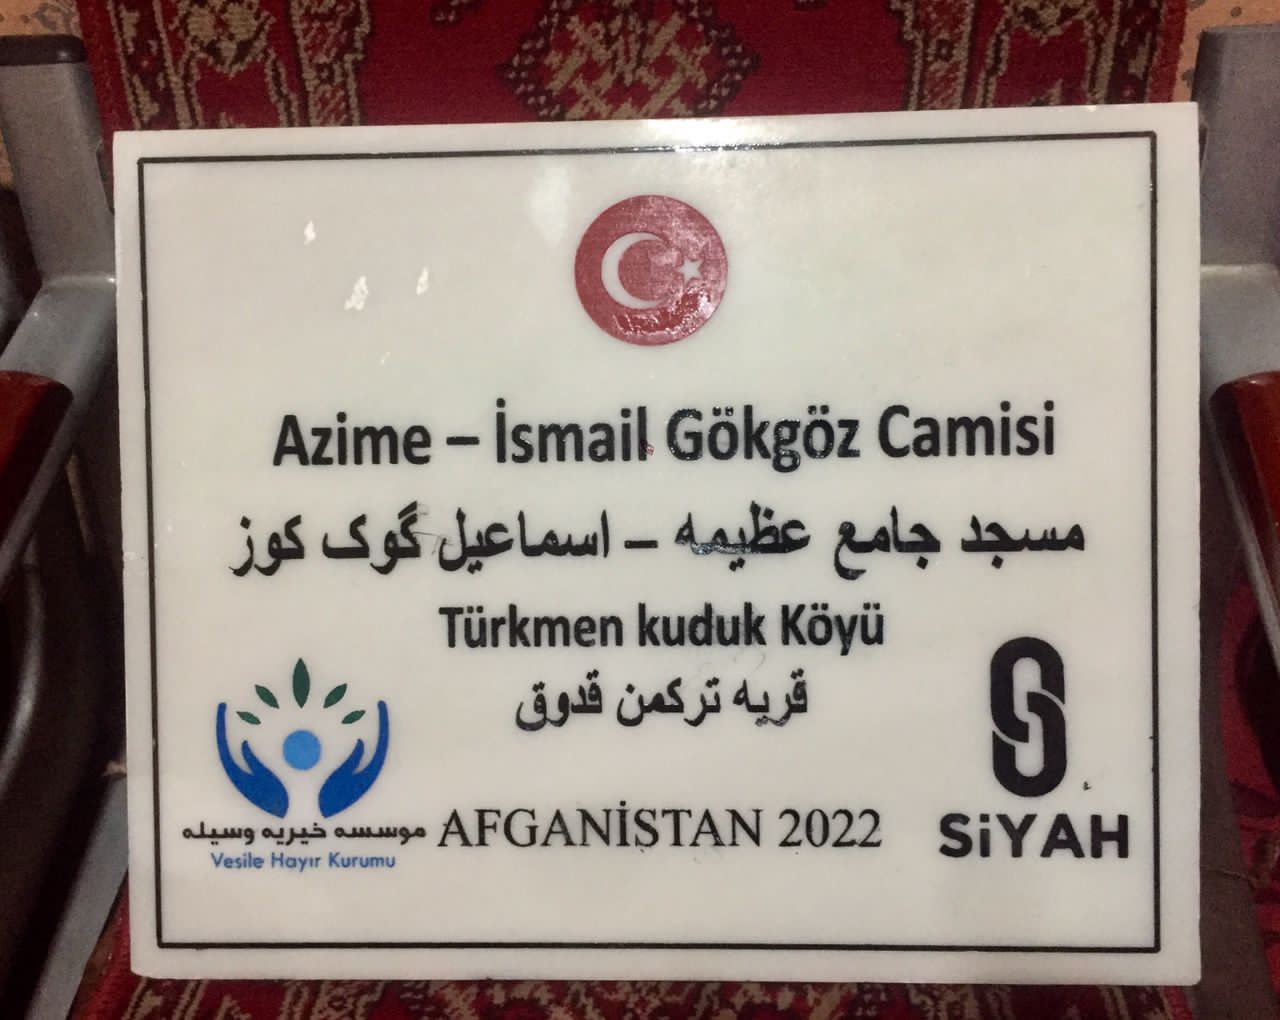 Azime – İsmail Gökgöz Camisi
مسجد جامع عظیمه – اسماعیل گوک کوز
Türkmen kuduk Köyü
قریه ترکمن قدوق
موسسه خیریه وسیله
Vesile Hayır Kurumu
AFGANİSTAN 2022
SiYAH